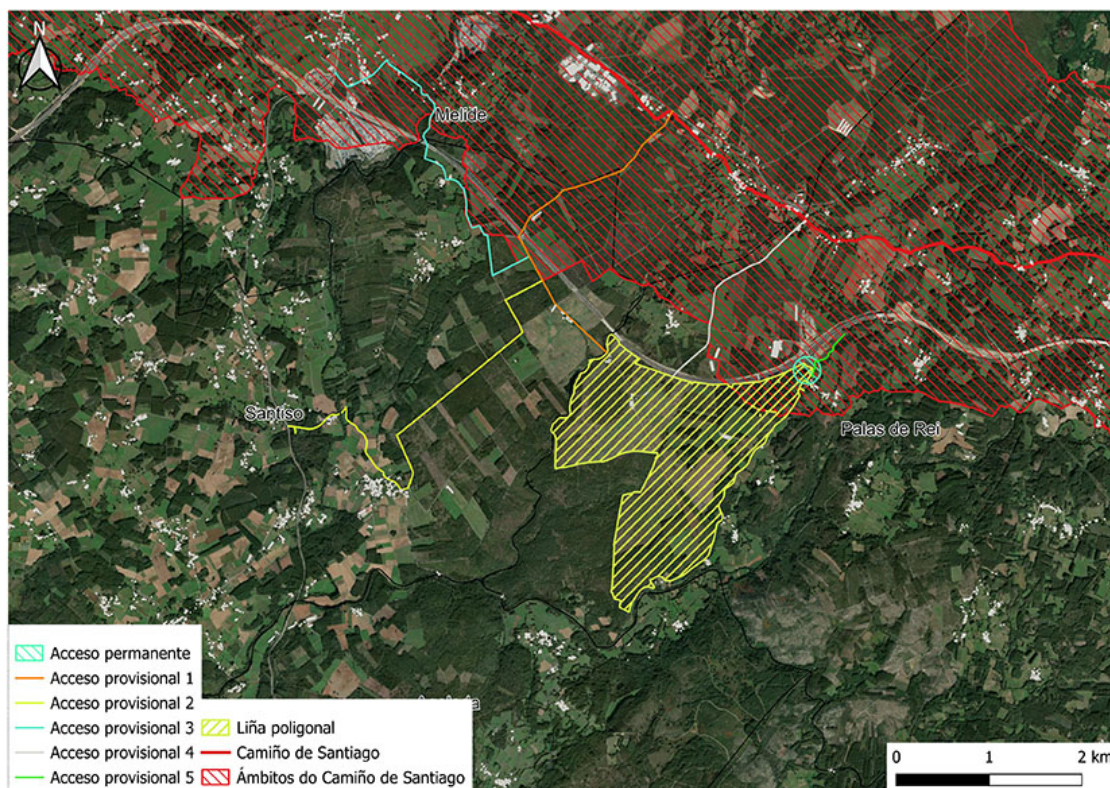 N
Melide
Santiso
Palas de Rei
Acceso permanente
Acceso provisional 1
Acceso provisional 2
Acceso provisional 3
Acceso provisional 4
Acceso provisional 5
Liña poligonal
Camiño de Santiago
Ámbitos do Camiño de Santiago
0 1 2 km